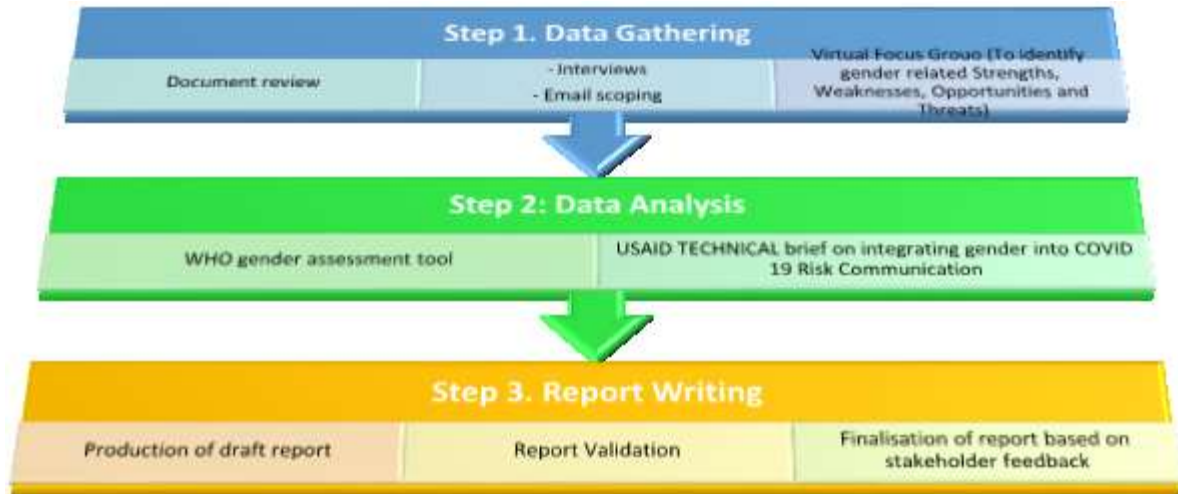 Step 1. Data Gathering
Document review
- Interviews
- Email scoping
Virtual Focus Group (To identify
gender related Strengths,
Weaknesses, Opportunities and
Threats)
Step 2: Data Analysis
WHO gender assessment tool
USAID TECHNICAL brief on integrating gender into COVID
19 Risk Communication
Step 3. Report Writing
Production of draft report
Report Validation
Finalisation of report based on
stakeholder feedback